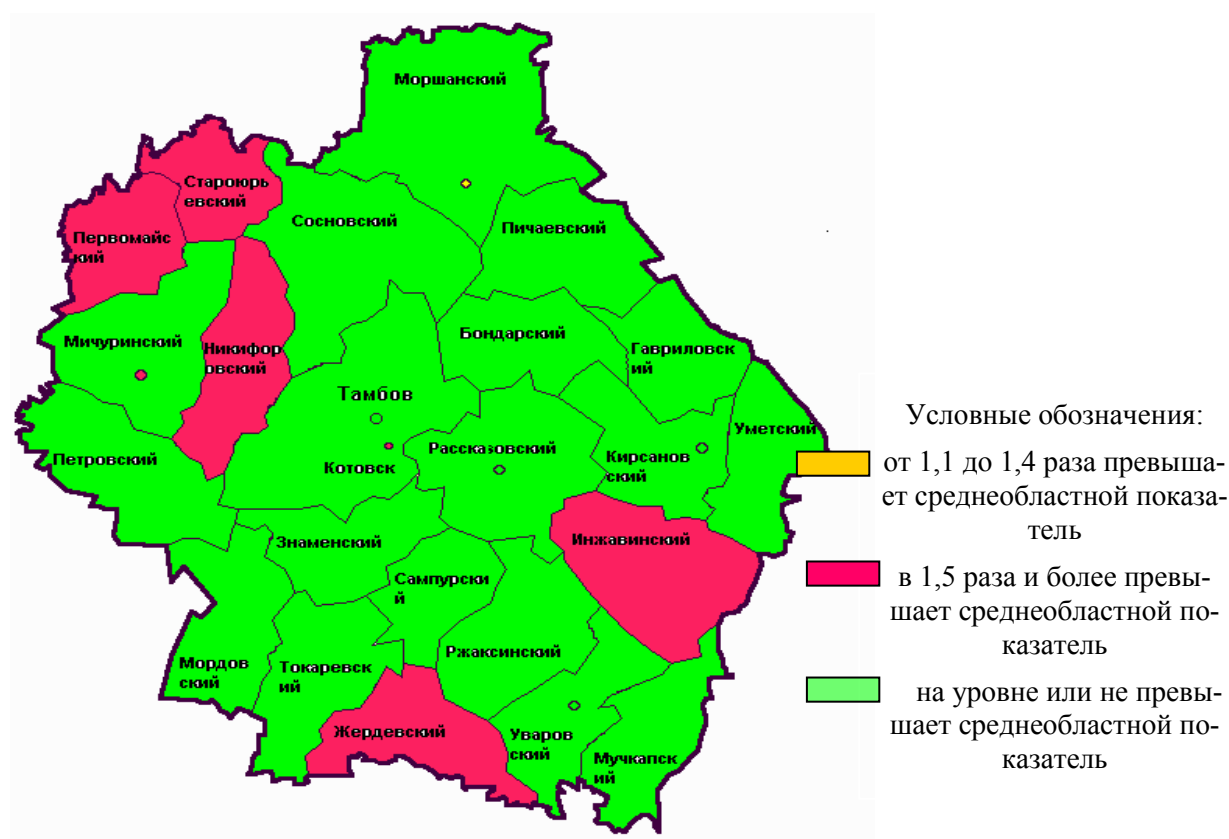 Моршанский
Староюрь
евский
Сосновский
Пичаевский
Первомайс
кий
Мичуринский
Никифор
овский
Бондарский
Гавриловск
ий
Тамбов
Уметский
Петровский
Котовск
Рассказовский
Кирсанов
ский
Знаменский
Инжавинский
Сампурски
й
Мордов
ский
Токаревск
ий
Ржаксинский
Жердевский
Уваров
ский
Мучкапск
ий
Условные обозначения:
от 1,1 до 1,4 раза превыша-
ет среднеобластной показа-
тель
в 1,5 раза и более превы-
шает среднеобластной по-
казатель
на уровне или не превы-
шает среднеобластной по-
казатель